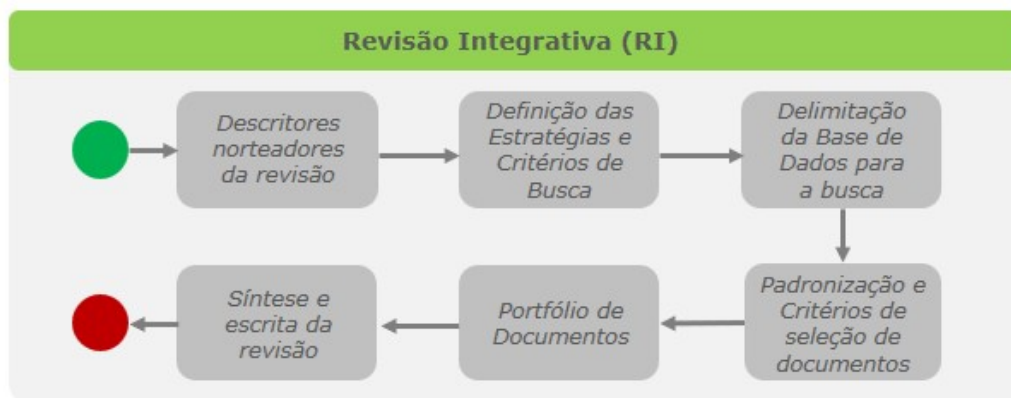 Revisão Integrativa (RI)
Descritores
norteadores
da revisão
Definição das
Estratégias e
Critérios de
Busca
Delimitação
da Base de
Dados para
a busca
Padronização e
Critérios de
seleção de
documentos
Portfólio de
Documentos
Síntese e
escrita da
revisão